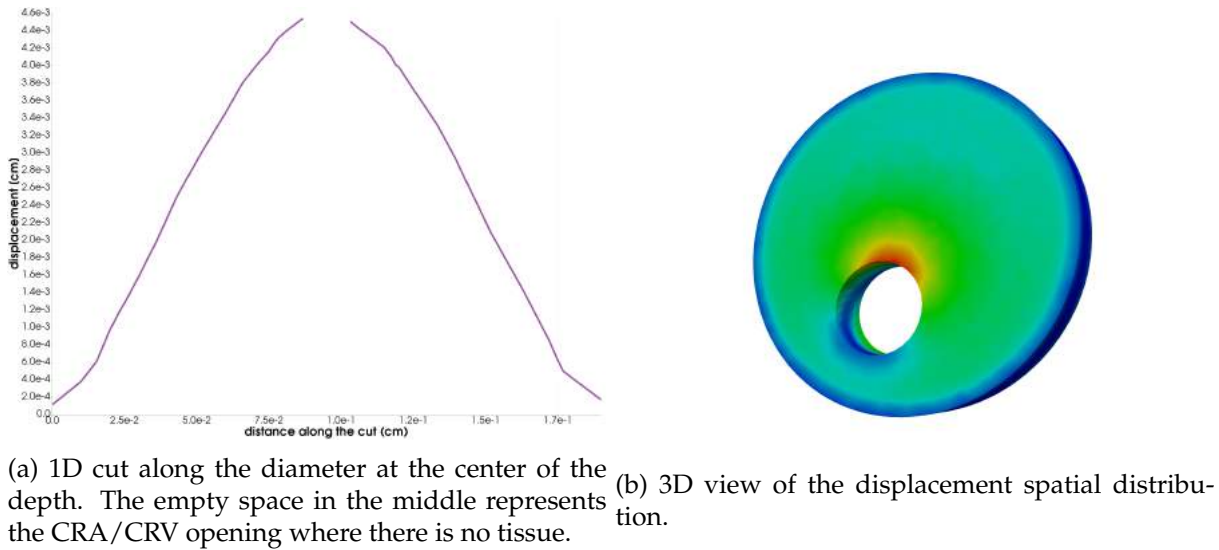 4.6e-3
4.4e-3
4.2e-3
4.0e-3
3.8e-3
3.6e-3
4.4e-3
3.2e-3
3.0e-3
2.8e-3
2.6e-3
2.4e-3
2.2e-3
2.0e-3
1.8e-3
1.6e-3
1.4e-3
1.2e-3
1.0e-3
8.0e-4
6.0e-4
4.0e-4
2.0e-4
0.0
displacement (cm)
0.0 2.5e-2 5.0e-2 7.5e-2 1.0e-1 1.2e-1 1.5e-1 1.7e-1
distance along the cut (cm)
(a) 1D cut along the diameter at the center of the
depth. The empty space in the middle represents
the CRA/CRV opening where there is no tissue.
(b) 3D view of the displacement spatial distribu-
tion.